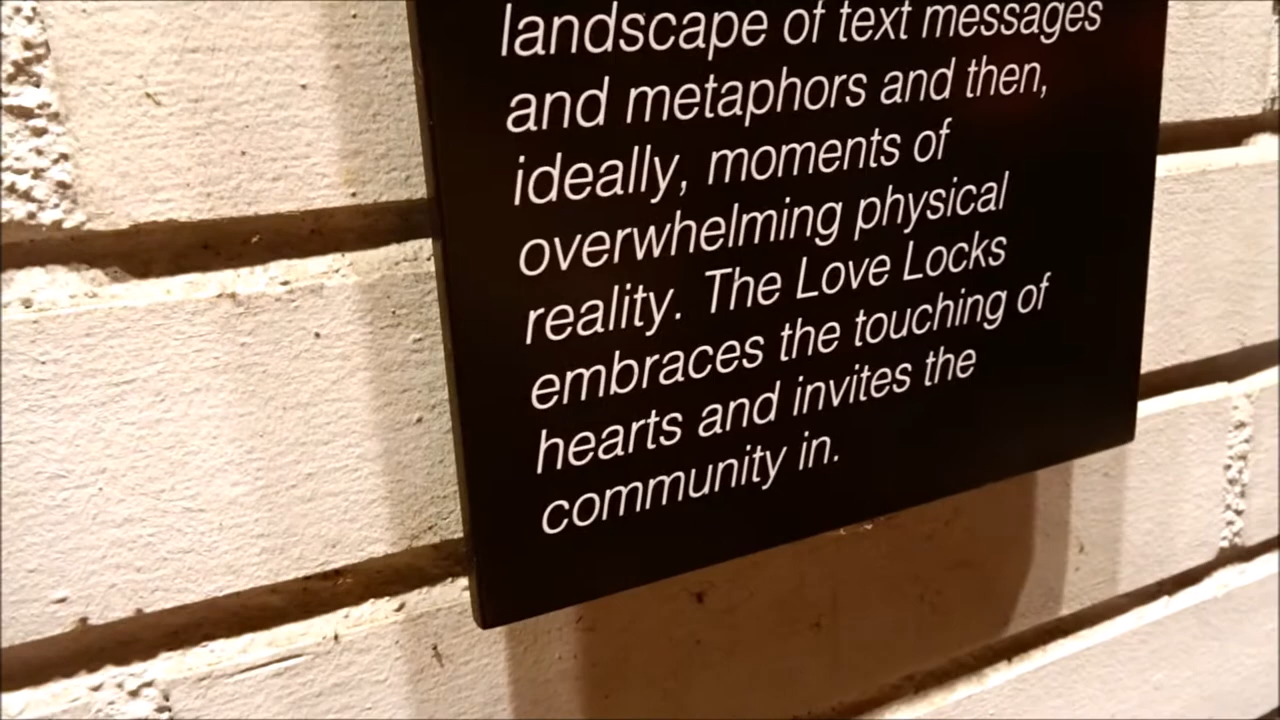 landscape of text messages
and metaphors and then,
ideally, moments of
overwhelming physical
reality. The Love Locks
embraces the touching of
hearts and invites the
community in.